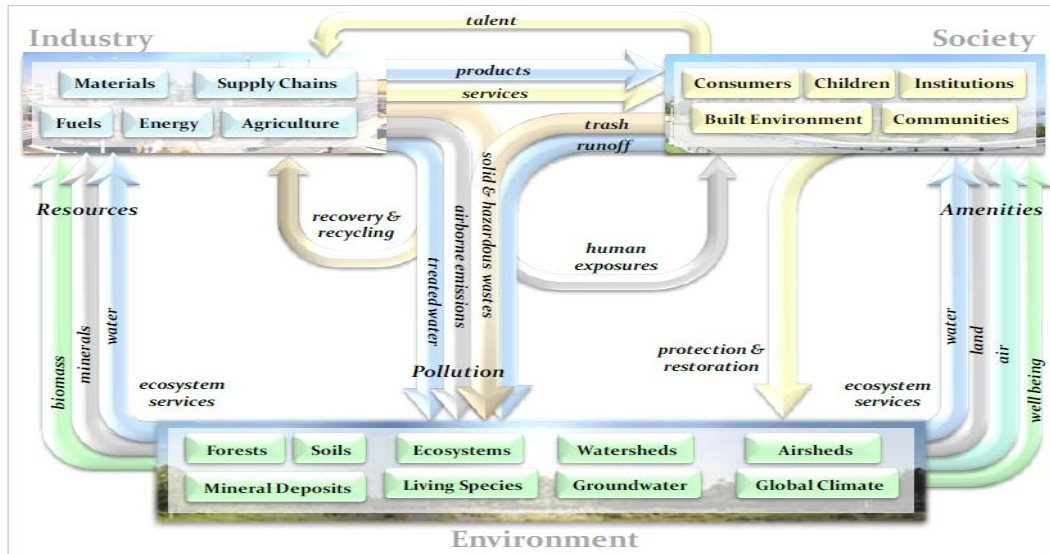 talent
Industry
Society
products
services
Materials
Supply Chains
Fuels
Energy
Agriculture
Consumers
Children
Institutions
Built Environment
Communities
trash
runoff
Resources
Amenities
recovery &
recycling
solid & hazardous wastes
airborne emissions
treated water
human
exposures
biomass
minerals
water
ecosystem
services
Pollution
protection &
restoration
ecosystem
services
water
land
air
well being
Forests
Soils
Ecosystems
Watersheds
Airsheds
Mineral Deposits
Living Species
Groundwater
Global Climate
Environment